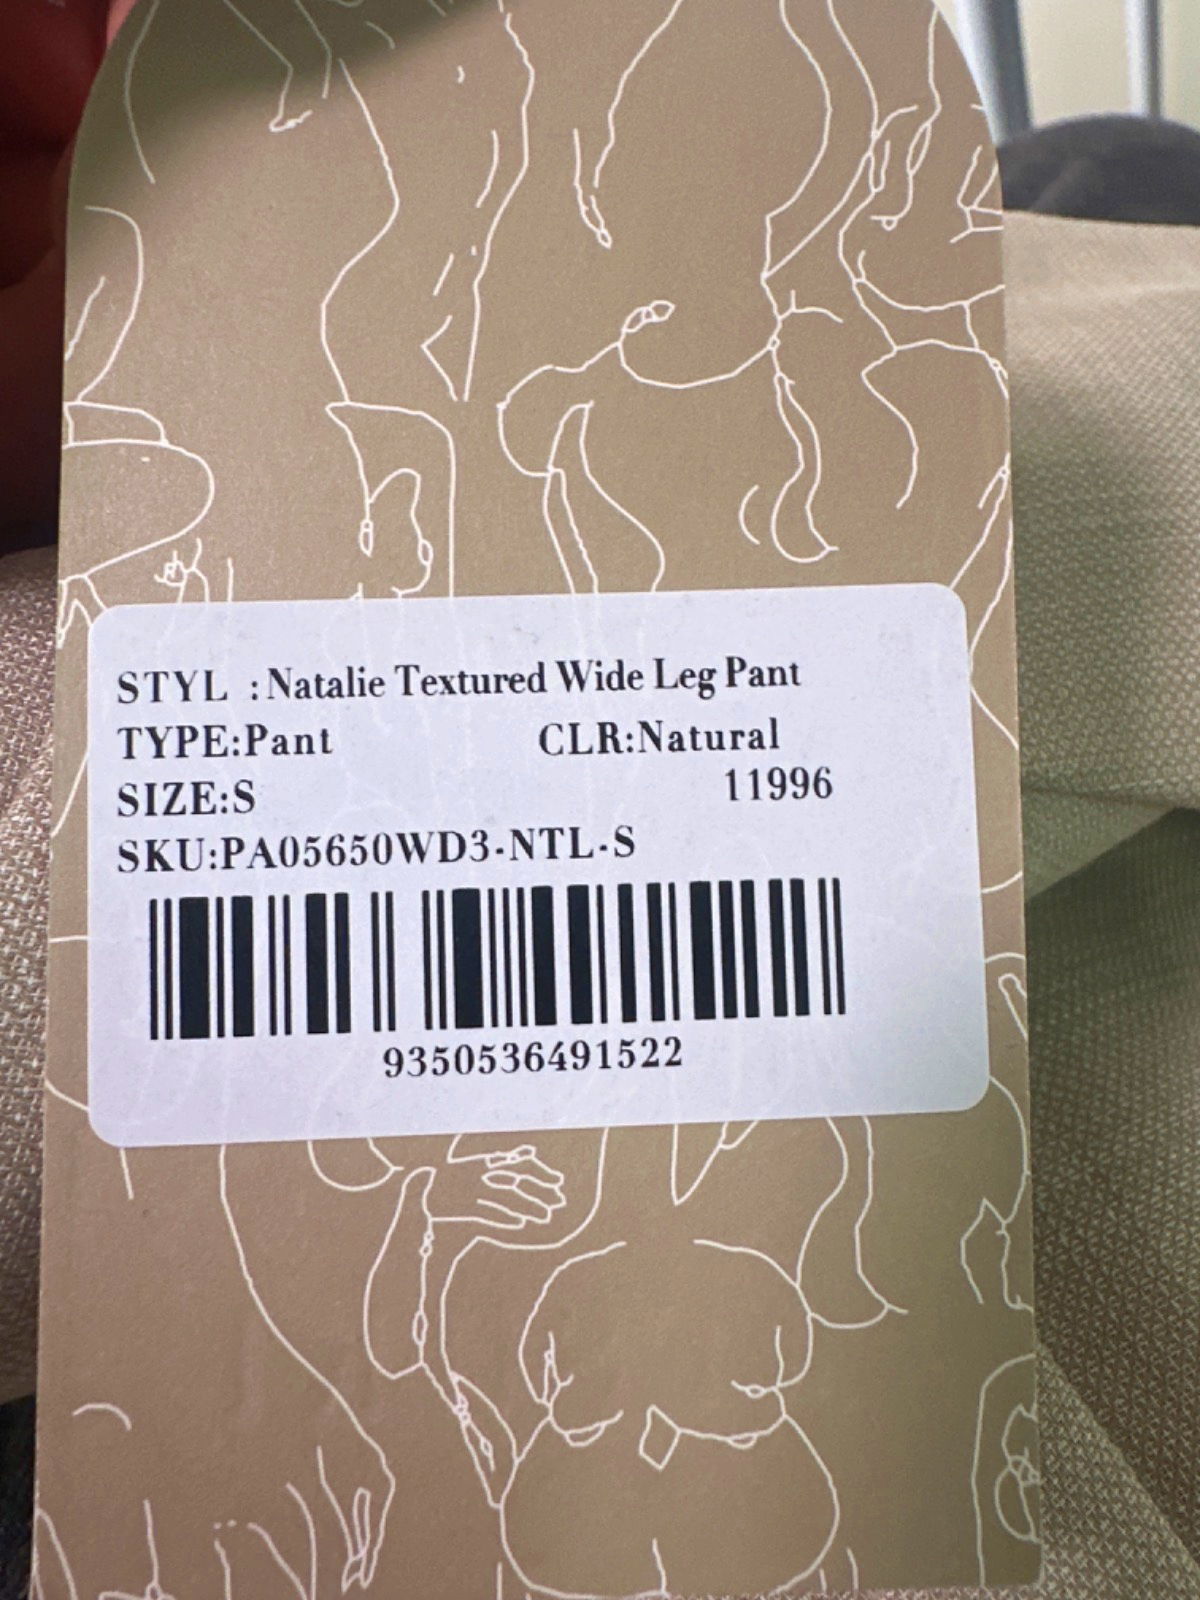 STYL : Natalie Textured Wide Leg Pant
TYPE:Pant CLR:Natural
SIZE:S 11996
SKU:PA05650WD3-NTL-S
9350536491522